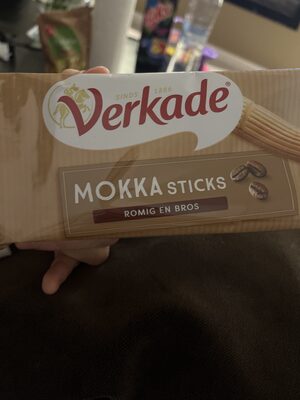 SINDS 1886
Verkade®
MOKKA STICKS
ROMIG EN BROS